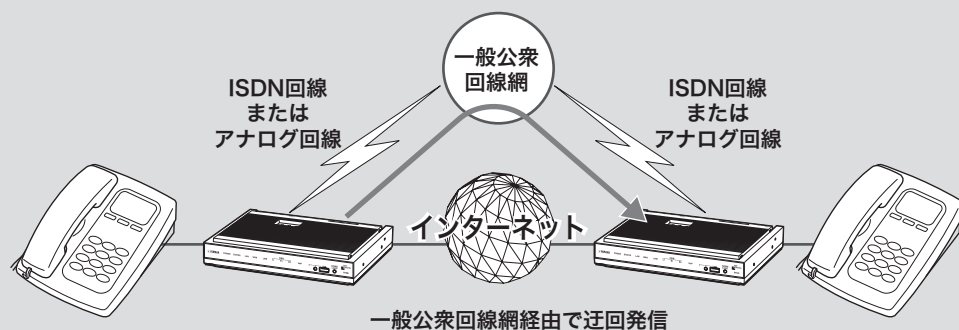 一般公衆
回線網
ISDN回線
または
アナログ回線
ISDN回線
または
アナログ回線
インターネット
一般公衆回線網経由で迂回発信